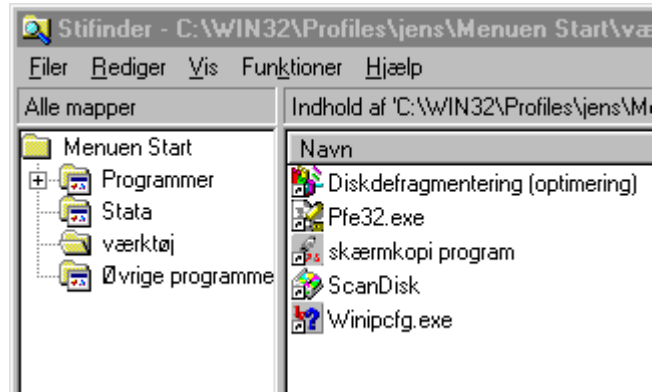 Stifinder - C:\WIN32\Profiles\jens\Menuen Start\væ
Filer Rediger Vis Funktioner Hjælp
Alle mapper
Indhold af 'C:\WIN32\Profiles\jens\M
Menuen Start
Programmer
Stata
værktøj
Øvrige programme
Navn
Diskdefragmentering (optimering)
Pfe32.exe
skærmkopi program
ScanDisk
Winipcfg.exe